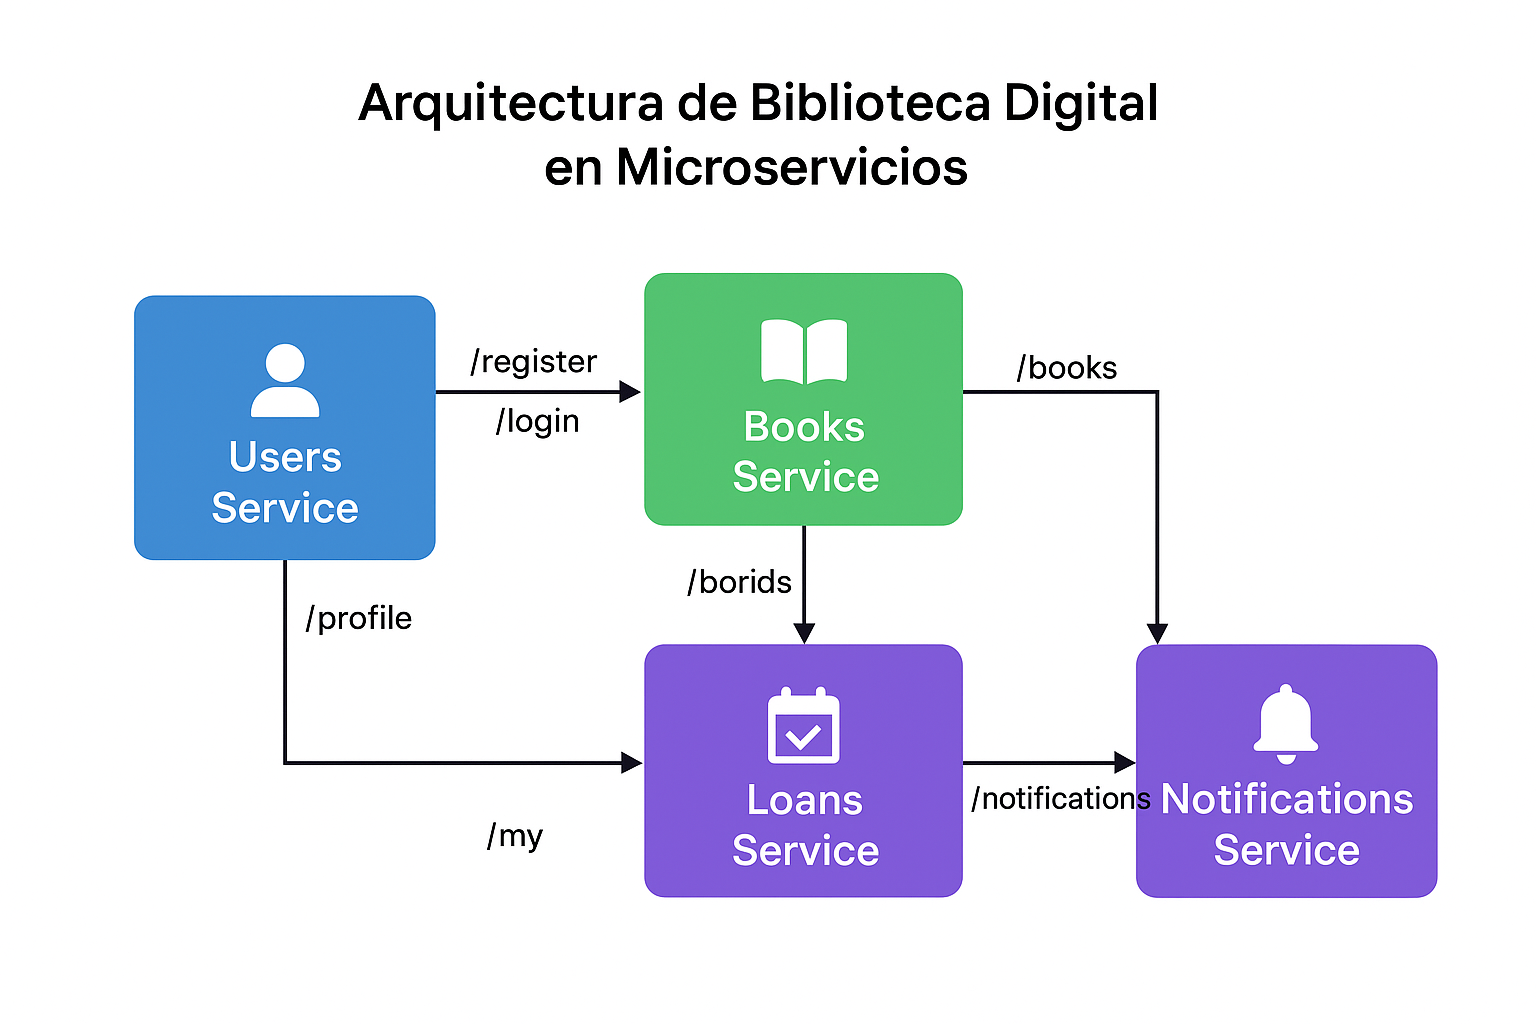 Arquitectura de Biblioteca Digital
en Microservicios
/register
/login
/books
Users
Service
Books
Service
/borids
/profile
/my
Loans
Service
/notifications
Notifications
Service